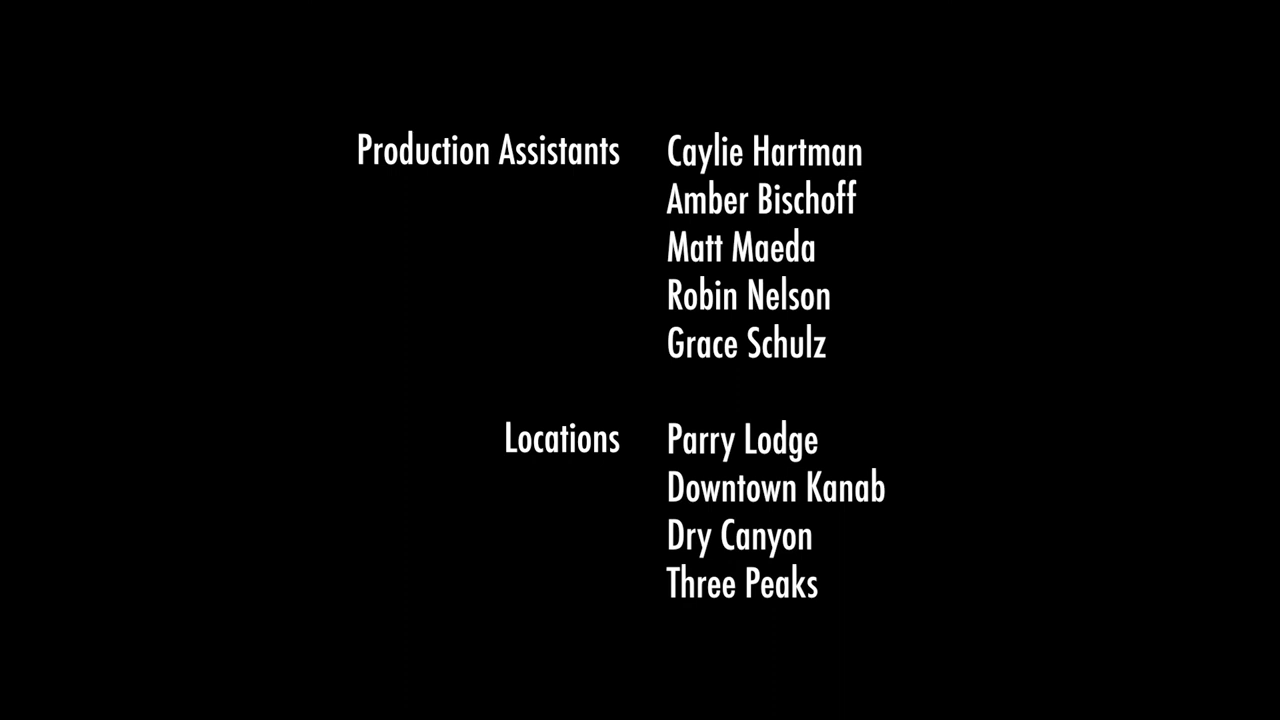 Production Assistants Caylie Hartman
Amber Bischoff
Matt Maeda
Robin Nelson
Grace Schulz
Locations Parry Lodge
Downtown Kanab
Dry Canyon
Three Peaks